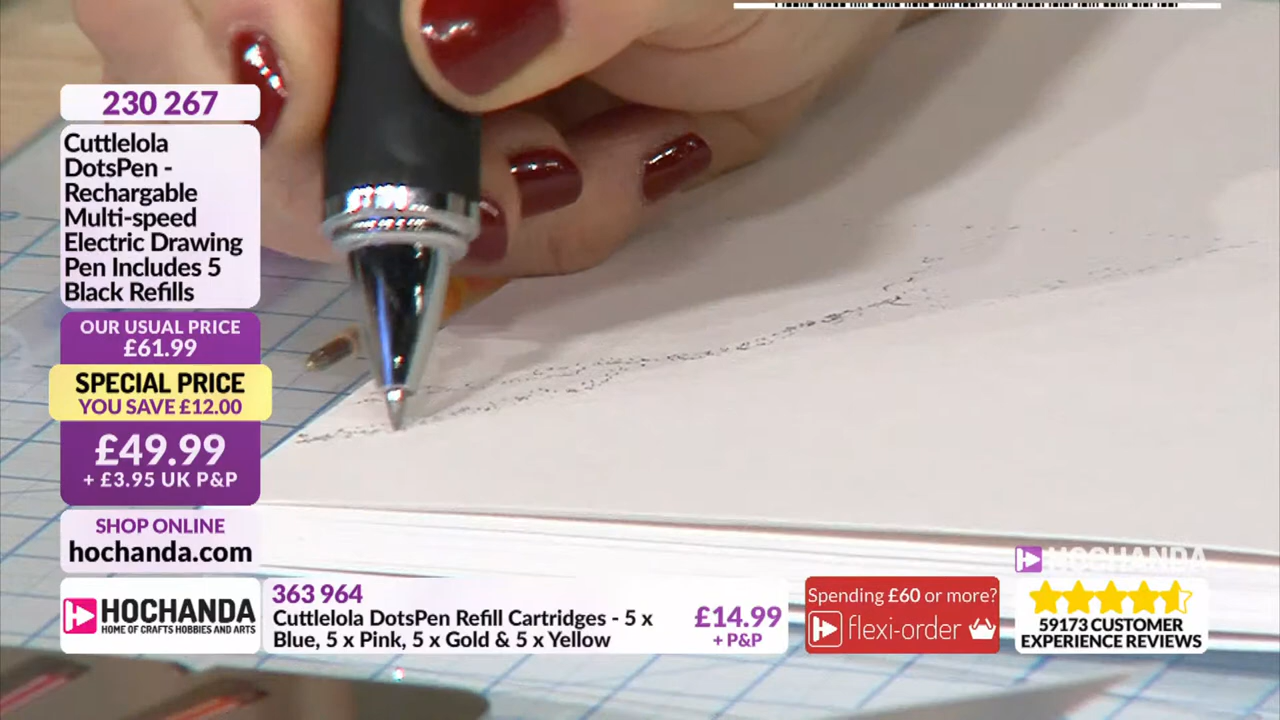 230 267
Cuttlelola
DotsPen -
Rechargable
Multi-speed
Electric Drawing
Pen Includes 5
Black Refills
OUR USUAL PRICE
£61.99
SPECIAL PRICE
YOU SAVE £12.00
£49.99
+ £3.95 UK P&P
SHOP ONLINE
hochanda.com
HOCHANDA
HOME OF CRAFTS HOBBIES AND ARTS
363 964
Cuttlelola DotsPen Refill Cartridges - 5 x
Blue, 5 x Pink, 5 x Gold & 5 x Yellow
£14.99
+ P&P
Spending £60 or more?
flexi-order
HOCHANDA
59173 CUSTOMER
EXPERIENCE REVIEWS